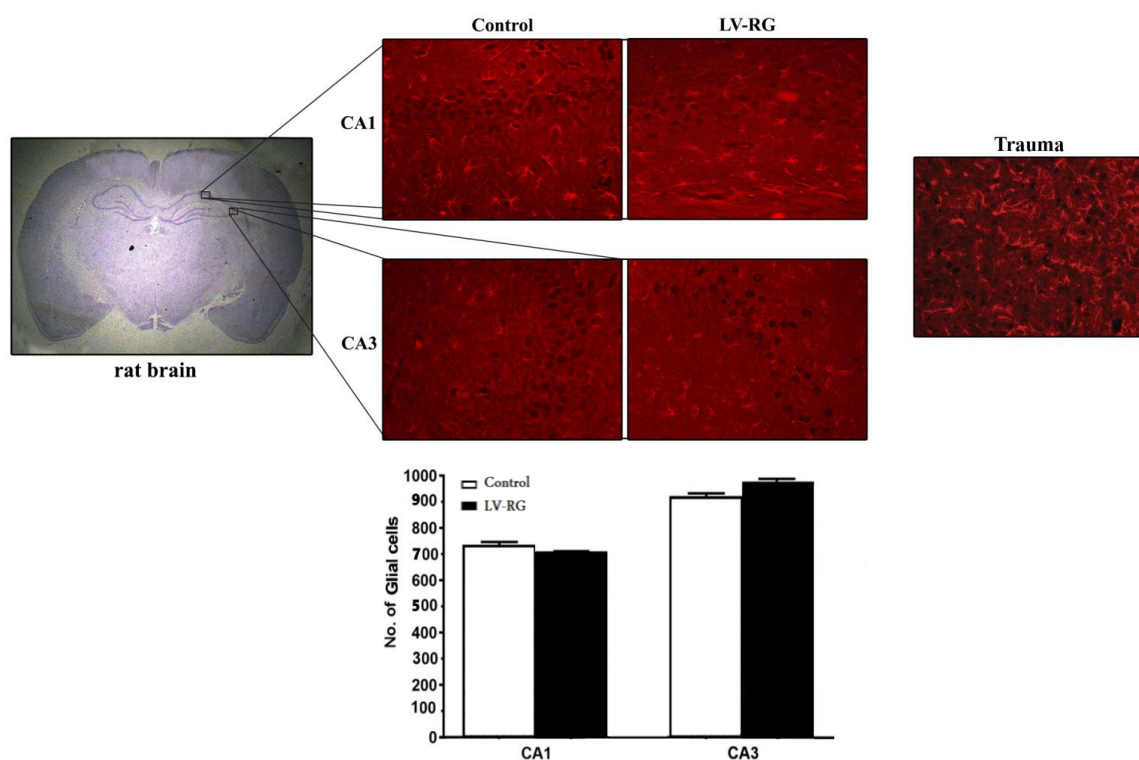 Control
LV-RG
CA1
Trauma
CA3
rat brain
1000
900
800
700
600
500
400
300
200
100
0
No. of Glial cells
Control
LV-RG
CA1
CA3